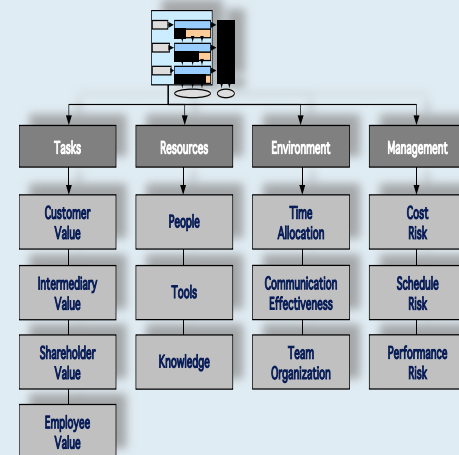 Tasks
Resources
Environment
Management
Customer
Value
People
Time
Allocation
Cost
Risk
Intermediary
Value
Tools
Communication
Effectiveness
Schedule
Risk
Shareholder
Value
Knowledge
Team
Organization
Performance
Risk
Employee
Value